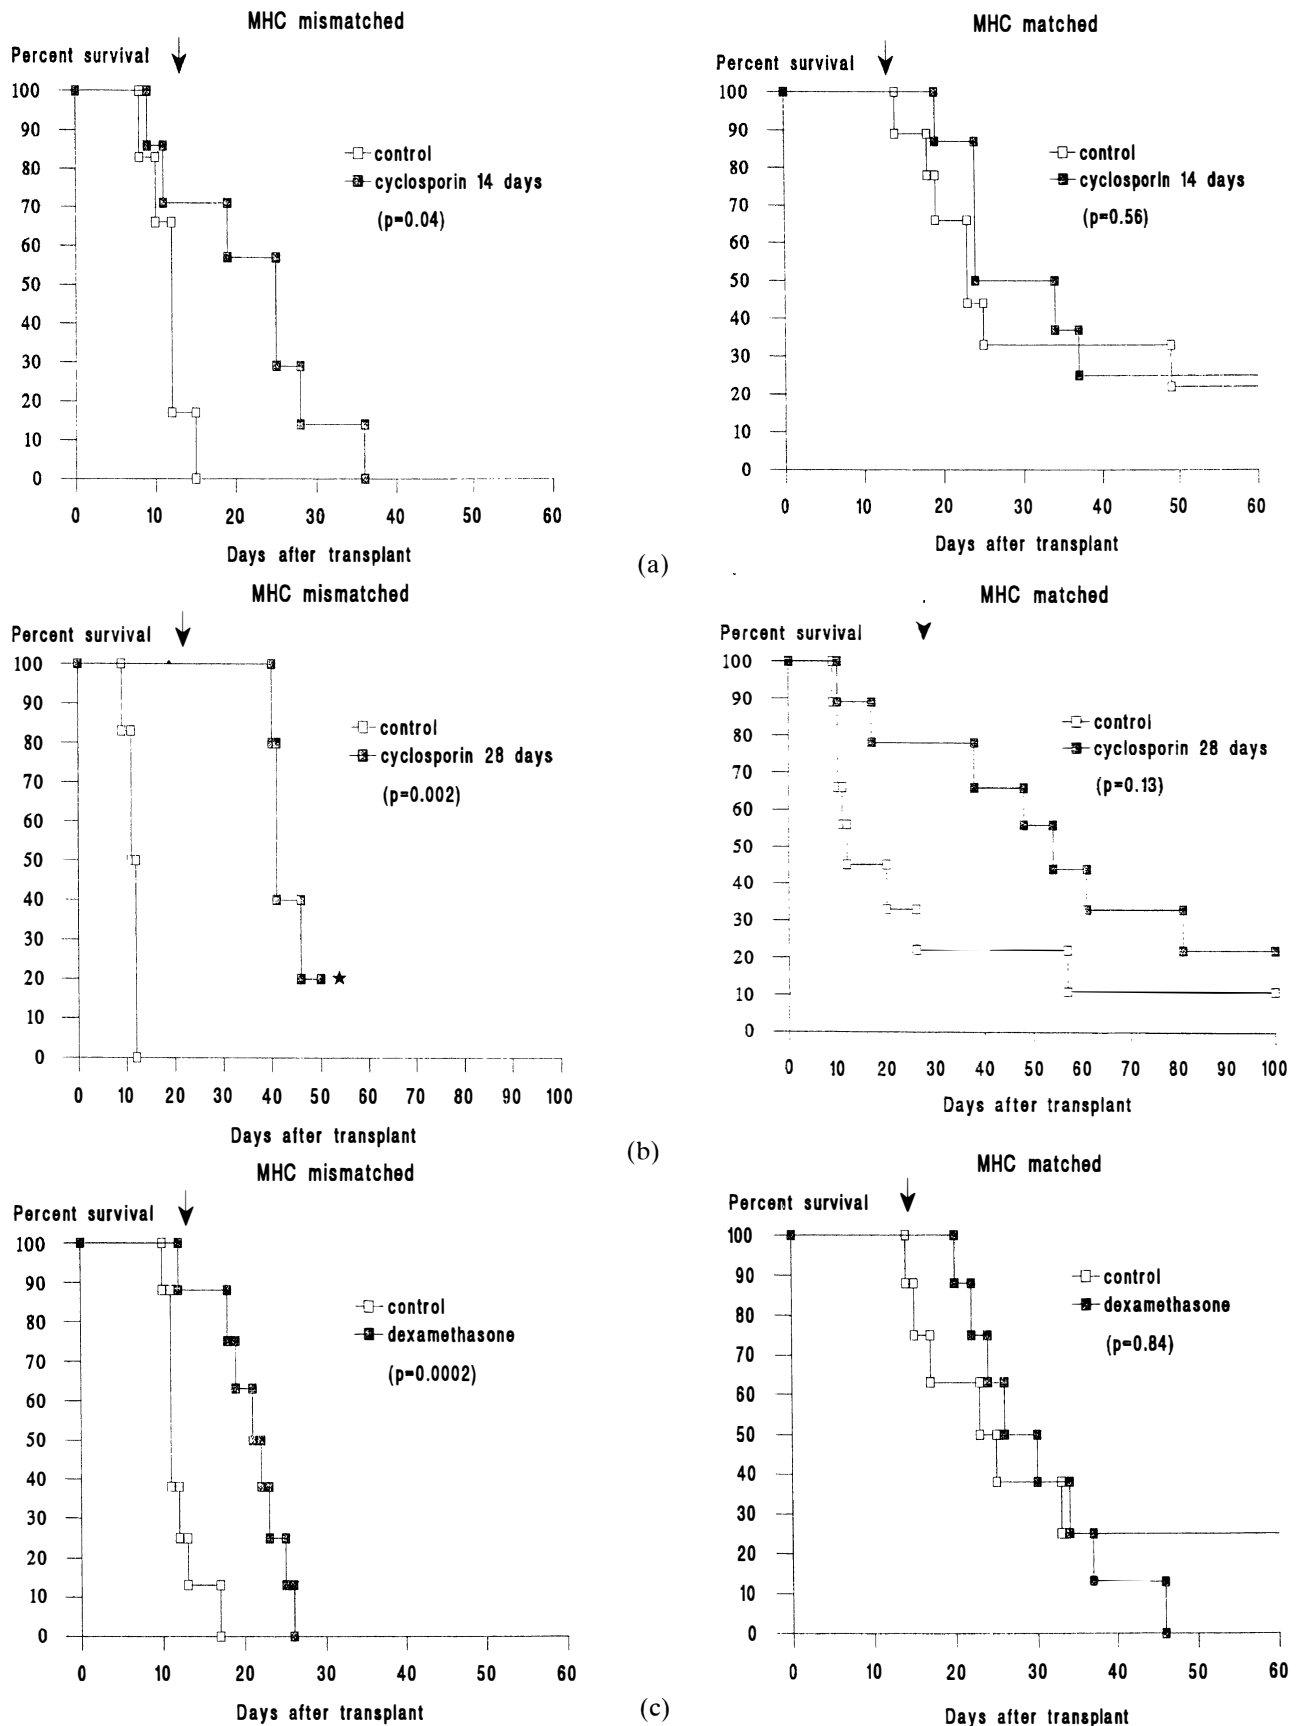 MHC mismatched
Percent survival
100
90
80
70
60
50
40
30
20
10
0
control
cyclosporin 14 days
(p=0.04)
0 10 20 30 40 50 60
Days after transplant
MHC matched
Percent survival
100
90
80
70
60
50
40
30
20
10
0
control
cyclosporin 14 days
(p=0.56)
0 10 20 30 40 50 60
Days after transplant
(a)
MHC mismatched
Percent survival
100
90
80
70
60
50
40
30
20
10
0
control
cyclosporin 28 days
(p=0.002)
0 10 20 30 40 50 60 70 80 90 100
Days after transplant
MHC matched
Percent survival
100
90
80
70
60
50
40
30
20
10
0
control
cyclosporin 28 days
(p=0.13)
0 10 20 30 40 50 60 70 80 90 100
Days after transplant
(b)
MHC mismatched
Percent survival
100
90
80
70
60
50
40
30
20
10
0
control
dexamethasone
(p=0.0002)
0 10 20 30 40 50 60
Days after transplant
MHC matched
Percent survival
100
90
80
70
60
50
40
30
20
10
0
control
dexamethasone
(p=0.84)
0 10 20 30 40 50 60
Days after transplant
(c)